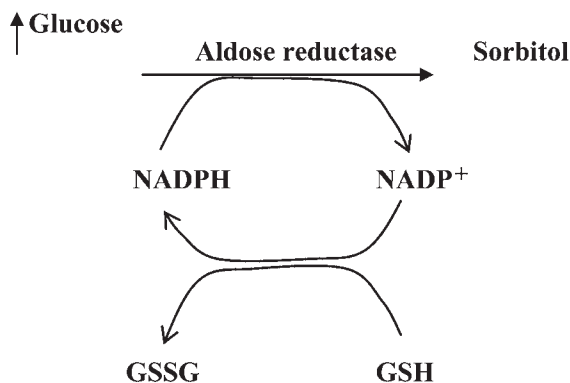 Glucose
Aldose reductase Sorbitol
NADPH NADP+
GSSG GSH